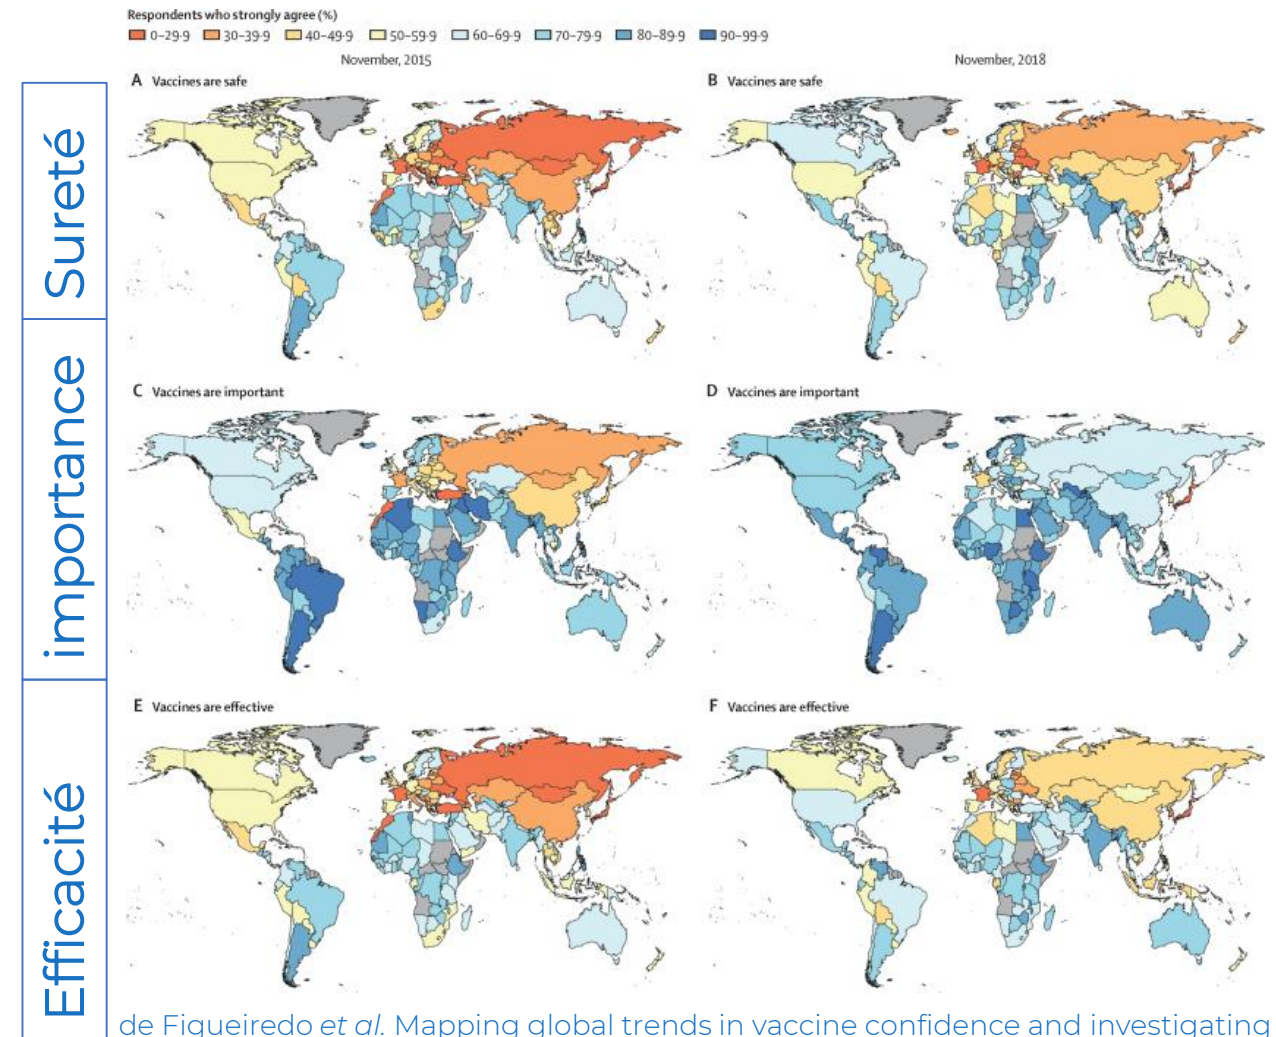 Respondents who strongly agree (%)
0–29·9 30–39·9 40–49·9 50–59·9 60–69·9 70–79·9 80–89·9 90–99·9
November, 2015
November, 2018
A Vaccines are safe
B Vaccines are safe
Sureté
C Vaccines are important
D Vaccines are important
importance
E Vaccines are effective
F Vaccines are effective
Efficacité
de Figueiredo et al. Mapping global trends in vaccine confidence and investigating